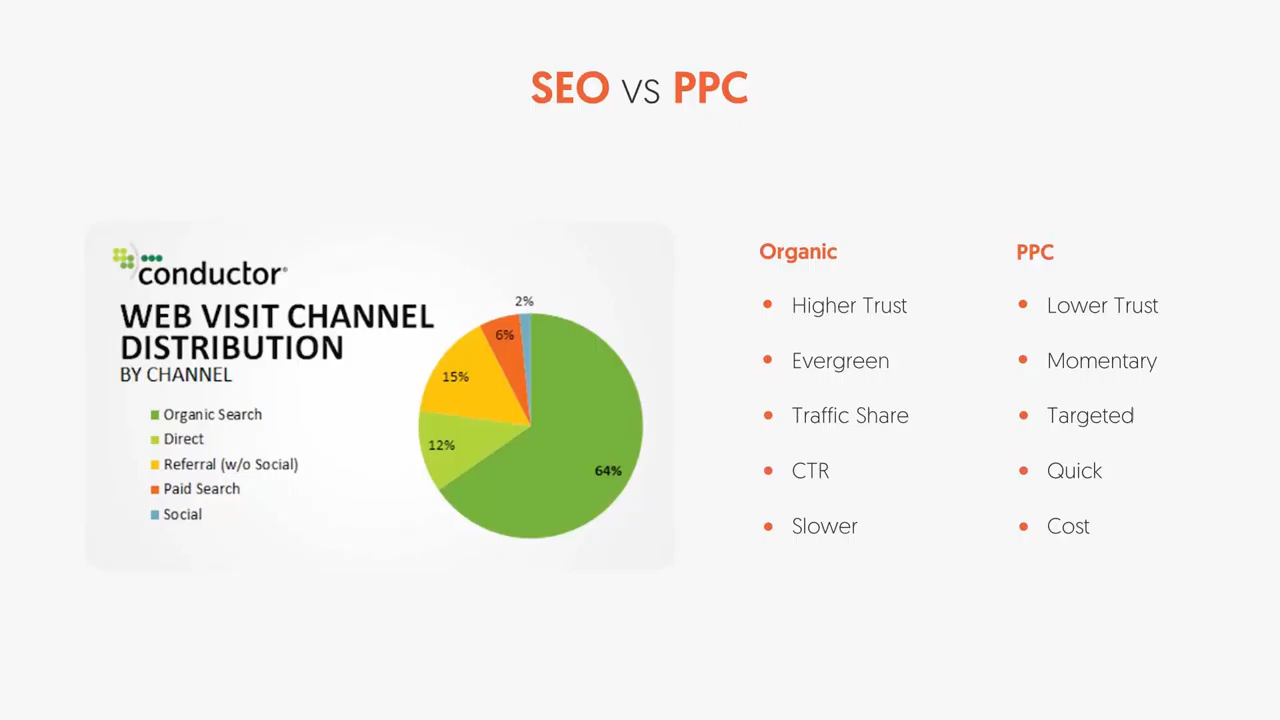 SEO vs PPC
conductor
WEB VISIT CHANNEL
DISTRIBUTION
BY CHANNEL
Organic Search
Direct
Referral (w/o Social)
Paid Search
Social
2%
6%
15%
12%
64%
Organic
Higher Trust
Evergreen
Traffic Share
CTR
Slower
PPC
Lower Trust
Momentary
Targeted
Quick
Cost